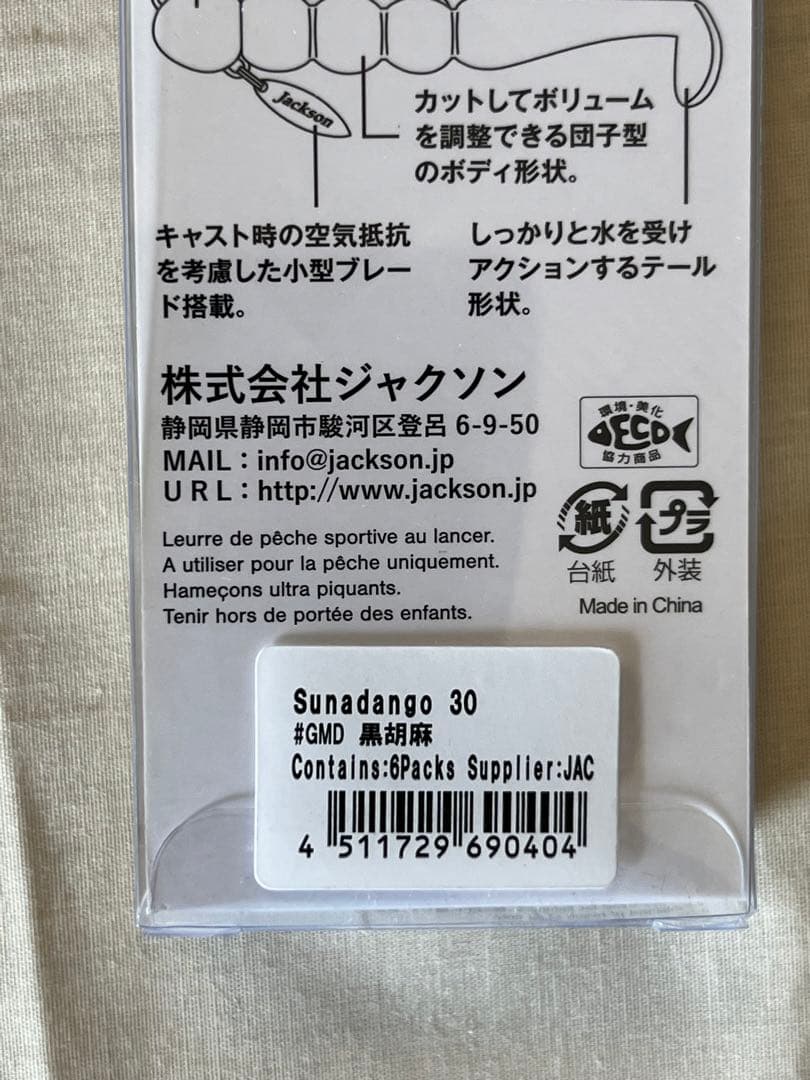 Jackson
カットしてボリューム
を調整できる団子型
のボディ形状。
キャスト時の空気抵抗
を考慮した小型ブレー
ド搭載。
しっかりと水を受け
アクションするテール
形状。
株式会社ジャクソン
静岡県静岡市駿河区登呂 6-9-50
MAIL：info@jackson.jp
URL：http://www.jackson.jp
環境・美化
DECO
協力商品
紙
プラ
台紙
外装
Made in China
Leurre de pêche sportive au lancer.
A utiliser pour la pêche uniquement.
Hameçons ultra piquants.
Tenir hors de portée des enfants.
Sunadango 30
#GMD 黒胡麻
Contains:6Packs Supplier:JAC
4 511729 690404